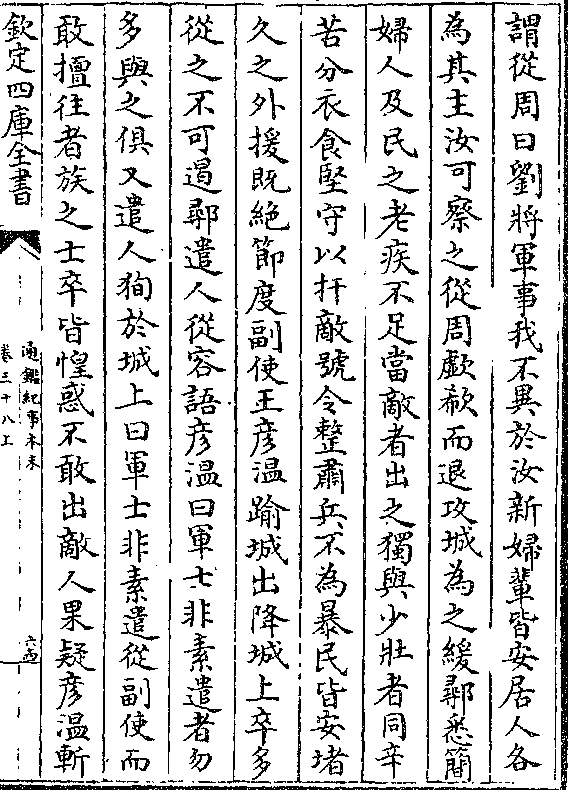 謂從周曰劉將軍事我不異於汝新婦輩皆安居人各
為其主汝可察之從周歔欷而退攻城為之緩鄩悉簡
婦人及民之老疾不足當敵者出之獨與少壯者同辛
苦分衣食堅守以扞敵號令整肅兵不為暴民皆安堵
久之外援既絶節度副使王彦温踰城出降城上卒多
從之不可遏鄩遣人從容語彦温曰軍士非素遣者勿
多與之俱又遣人狥於城上曰軍士非素遣從副使而
敢擅往者族之士卒皆惶惑不敢出敵人果疑彦温斬
欽定四庫全書
通鑑紀事本末
卷三十八上
六四